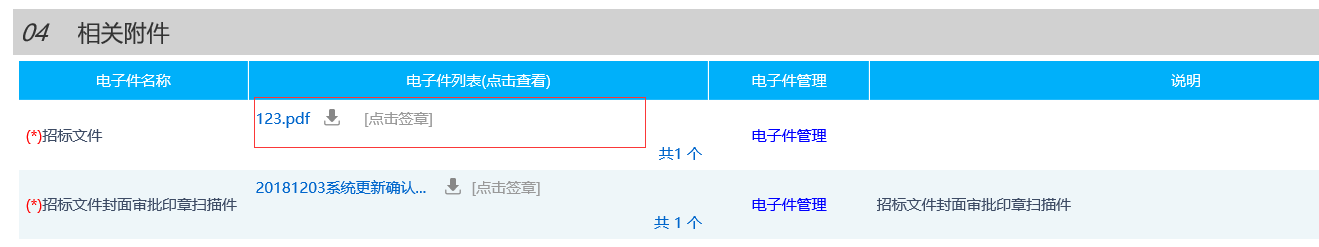 04 相关附件
电子件名称 电子件列表(点击查看) 电子件管理 说明
123.pdf [点击签章]
(*)招标文件 电子件管理
共1 个
20181203系统更新确认... [点击签章]
(*)招标文件封面审批印章扫描件 电子件管理 招标文件封面审批印章扫描件
共 1 个